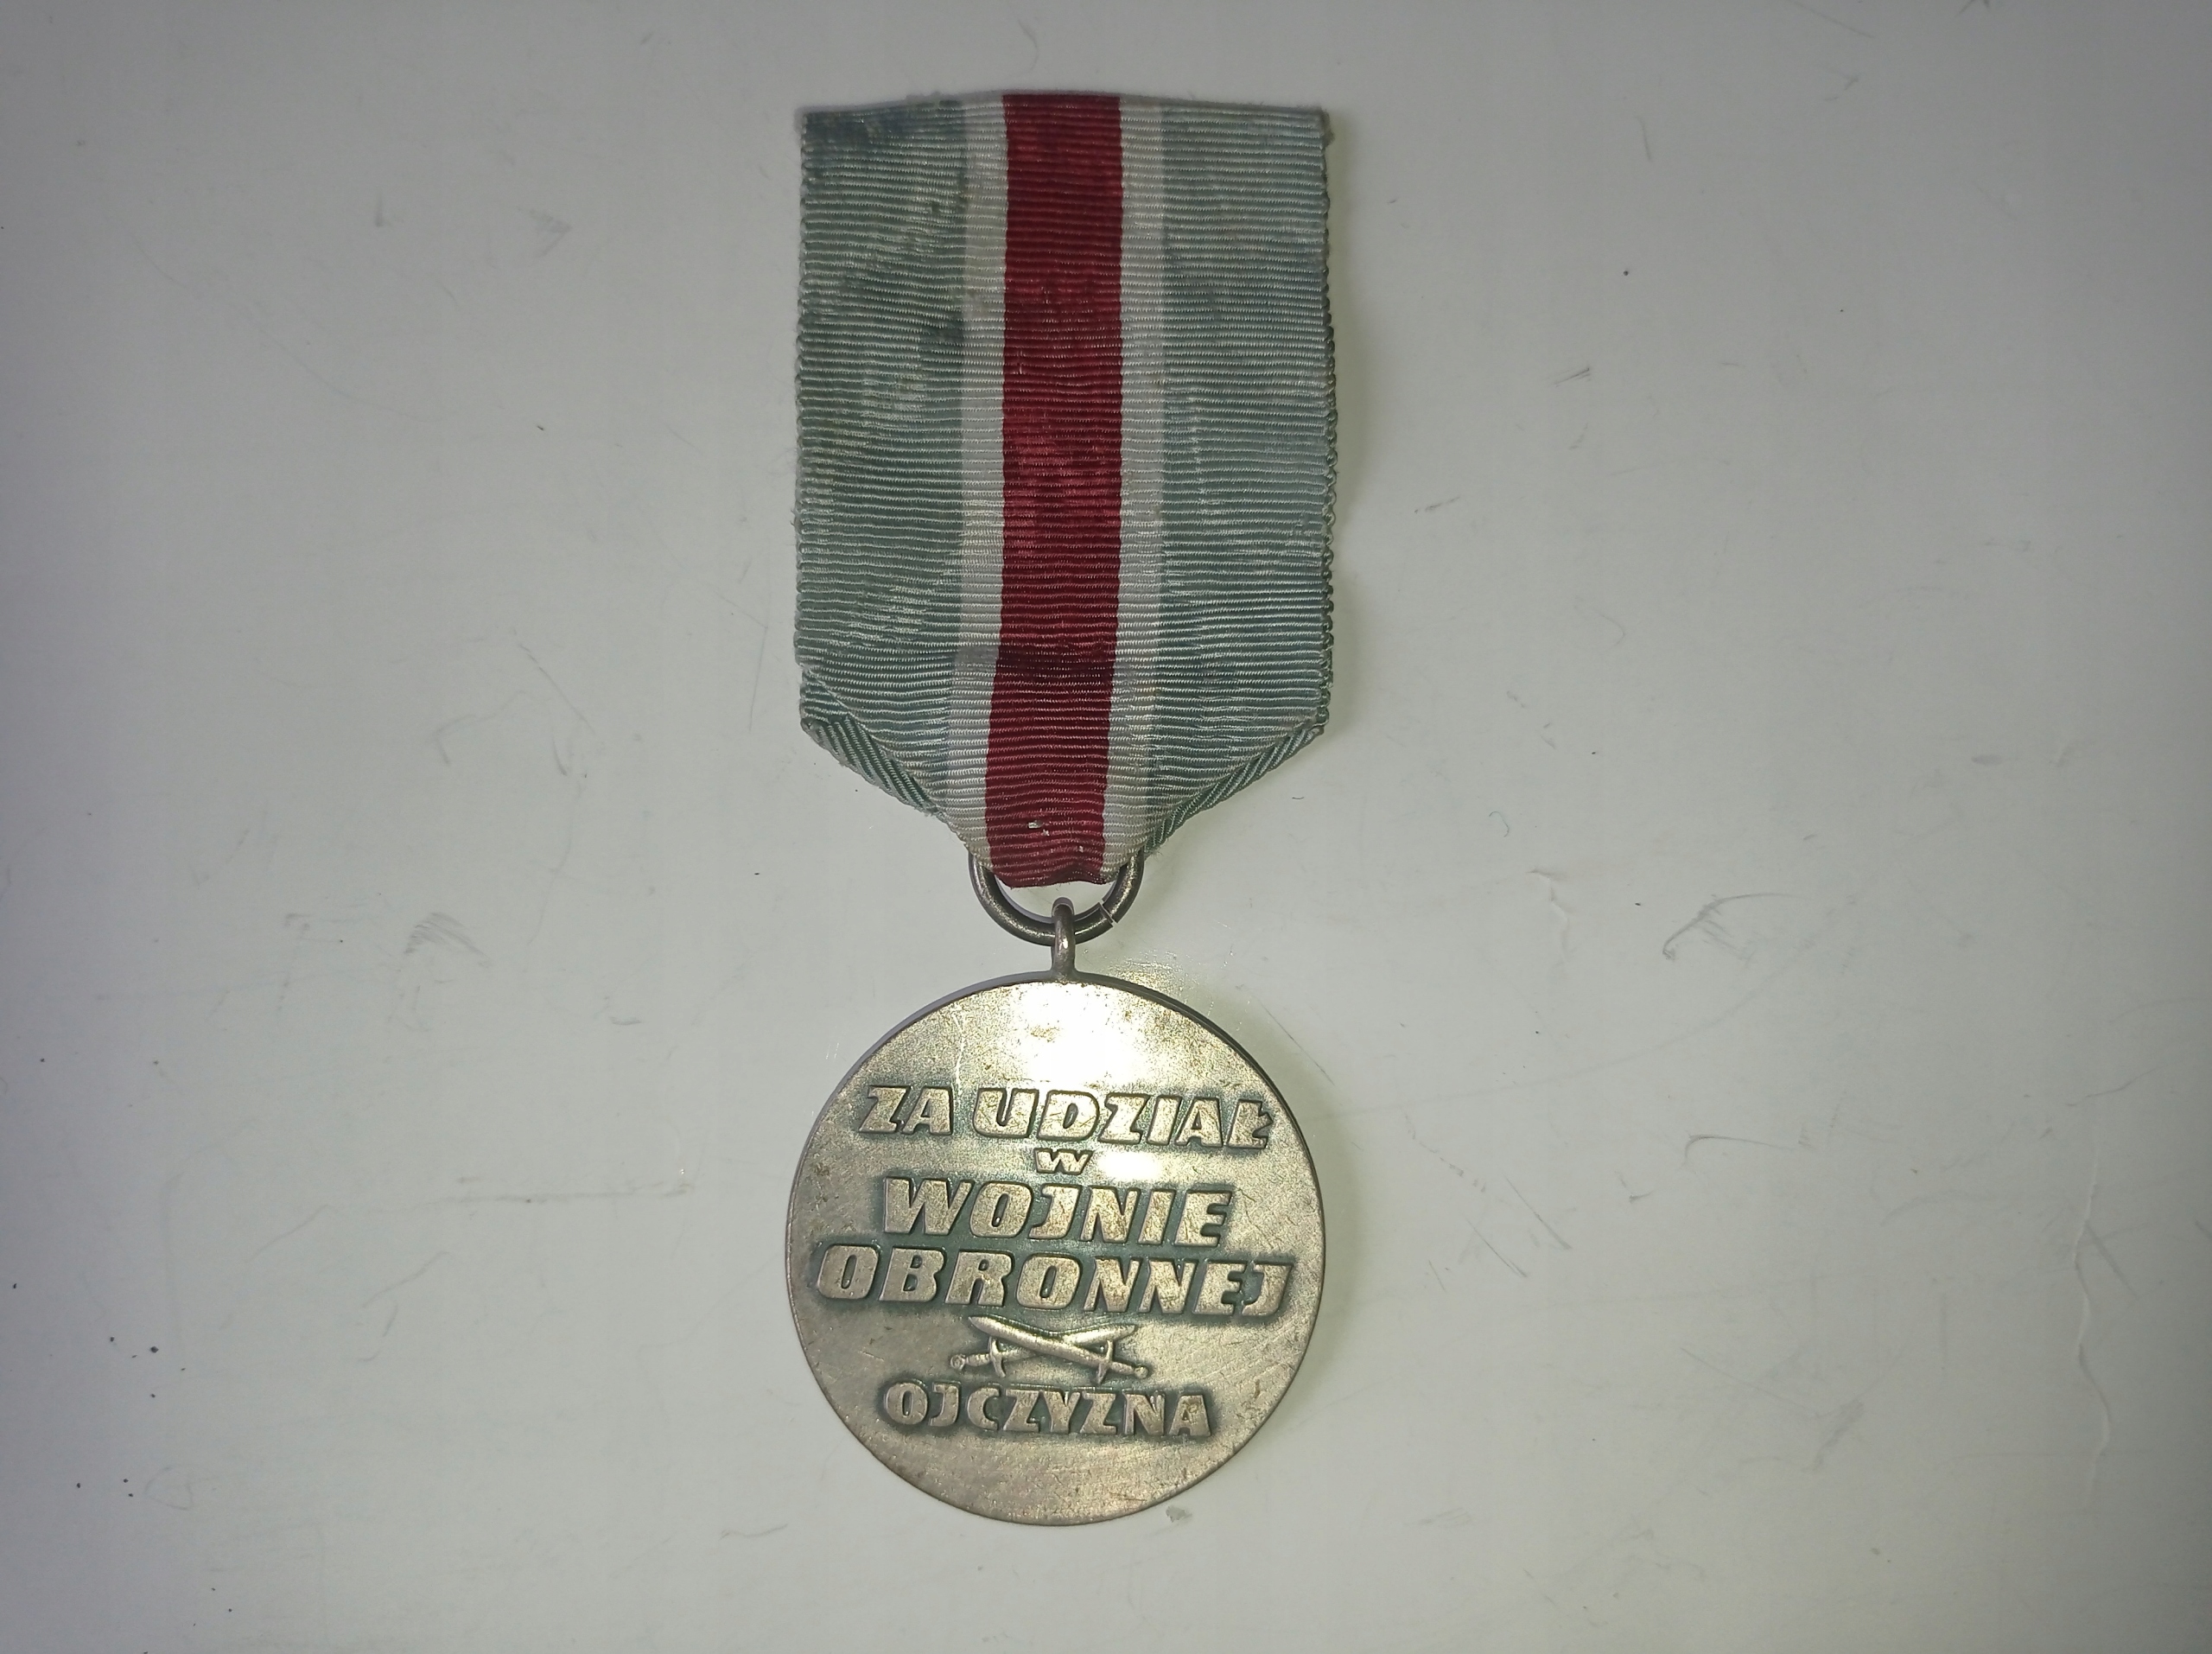 ZA UDZIAŁ
W
WOJNIE
OBRONNEJ
OJCZYZNA